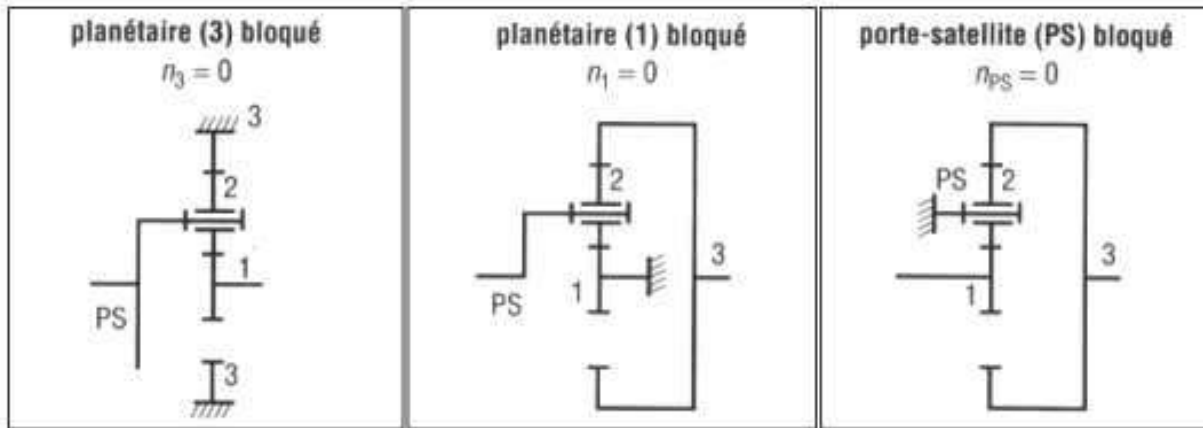 planétaire (3) bloqué
n₃ = 0
3
2
1
PS
3
planétaire (1) bloqué
n₁ = 0
2
3
1
PS
porte-satellite (PS) bloqué
nPS = 0
PS 2
3
1